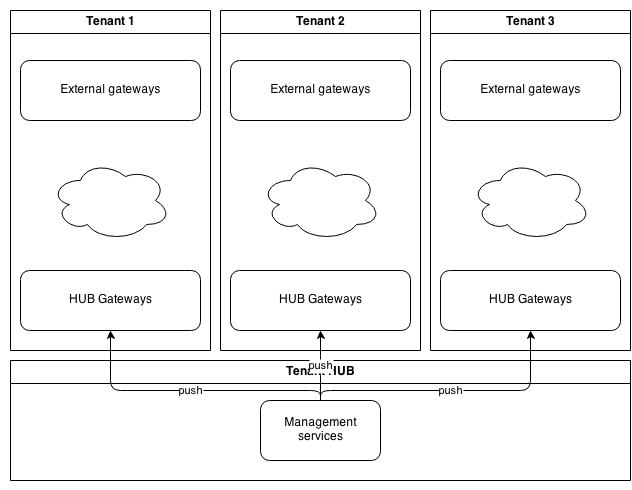 Tenant 1
Tenant 2
Tenant 3
External gateways
External gateways
External gateways
HUB Gateways
HUB Gateways
HUB Gateways
push
Tenant HUB
push
push
Management
services